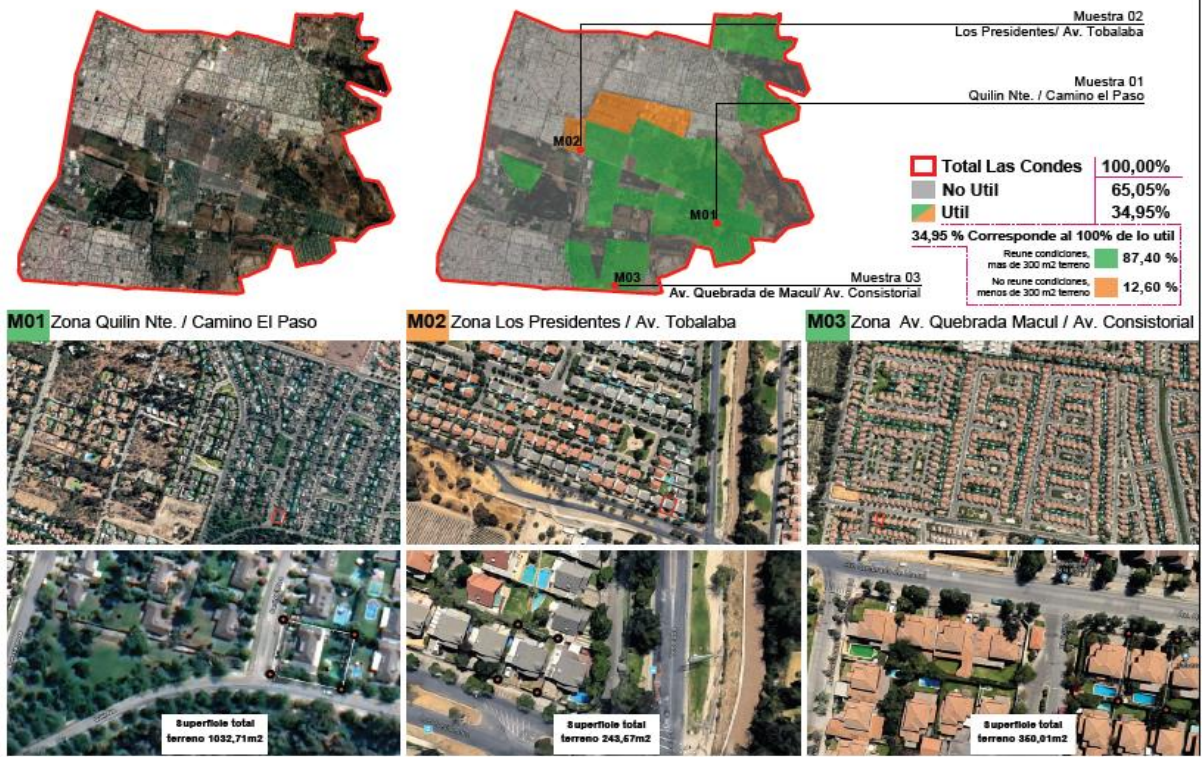 Muestra 02
Los Presidentes/ Av. Tobalaba
Muestra 01
Quilin Nte. / Camino el Paso
M02
M01
M03
Muestra 03
Av. Quebrada de Macul/ Av. Consistorial
Total Las Condes 100,00%
No Util 65,05%
Util 34,95%
34,95 % Corresponde al 100% de lo util
Reune condiciones,
mas de 300 m2 terreno
87,40 %
No reune condiciones,
menos de 300 m2 terreno
12,60 %
M01 Zona Quilin Nte. / Camino El Paso
M02 Zona Los Presidentes / Av. Tobalaba
M03 Zona Av. Quebrada Macul / Av. Consistorial
Superficie total
terreno 1032,71m2
Superficie total
terreno 243,57m2
Superficie total
terreno 350,01m2